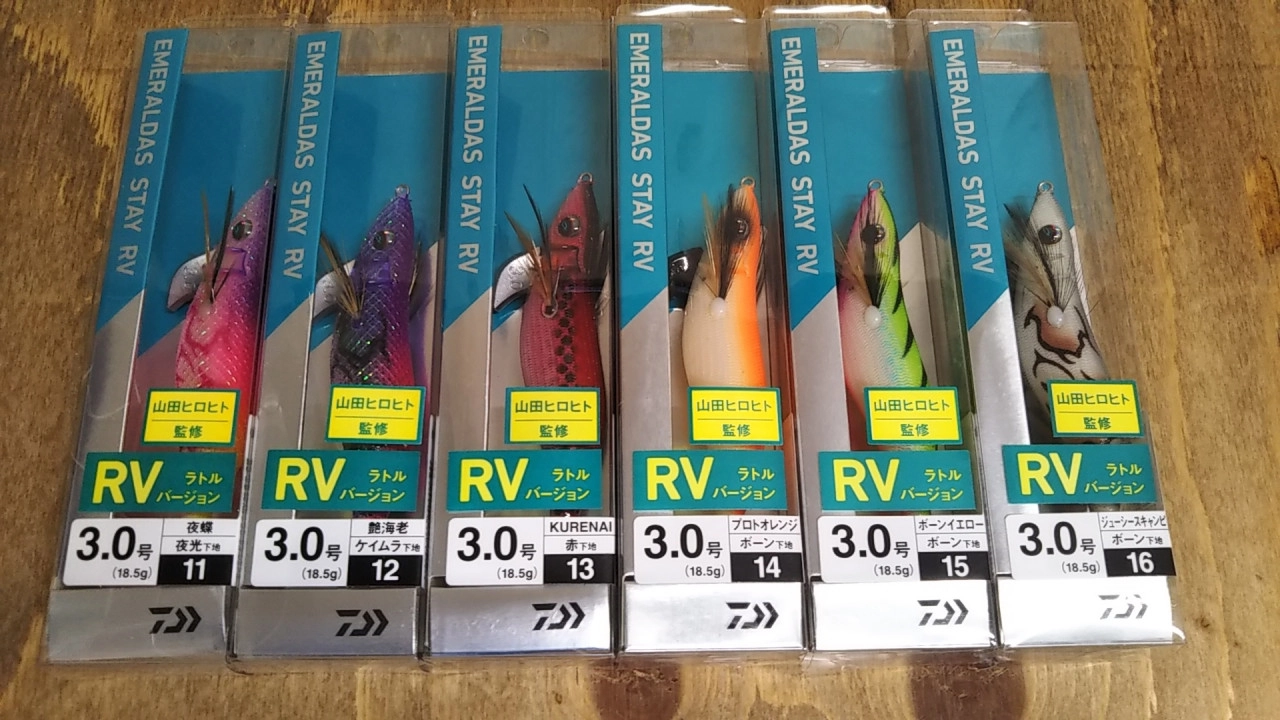 EMERALDAS STAY RV
山田ヒロヒト
監修
RV ラトル
バージョン
3.0号
(18.5g)
夜蝶
夜光下地
11
EMERALDAS STAY RV
山田ヒロヒト
監修
RV ラトル
バージョン
3.0号
(18.5g)
艶海老
ケイムラ下地
12
EMERALDAS STAY RV
山田ヒロヒト
監修
RV ラトル
バージョン
3.0号
(18.5g)
KURENAI
赤下地
13
EMERALDAS STAY RV
山田ヒロヒト
監修
RV ラトル
バージョン
3.0号
(18.5g)
プロトオレンジ
ボーン下地
14
EMERALDAS STAY RV
山田ヒロヒト
監修
RV ラトル
バージョン
3.0号
(18.5g)
ボーンイエロー
ボーン下地
15
EMERALDAS STAY RV
山田ヒロヒト
監修
RV ラトル
バージョン
3.0号
(18.5g)
ジューシースキャンピ
ボーン下地
16